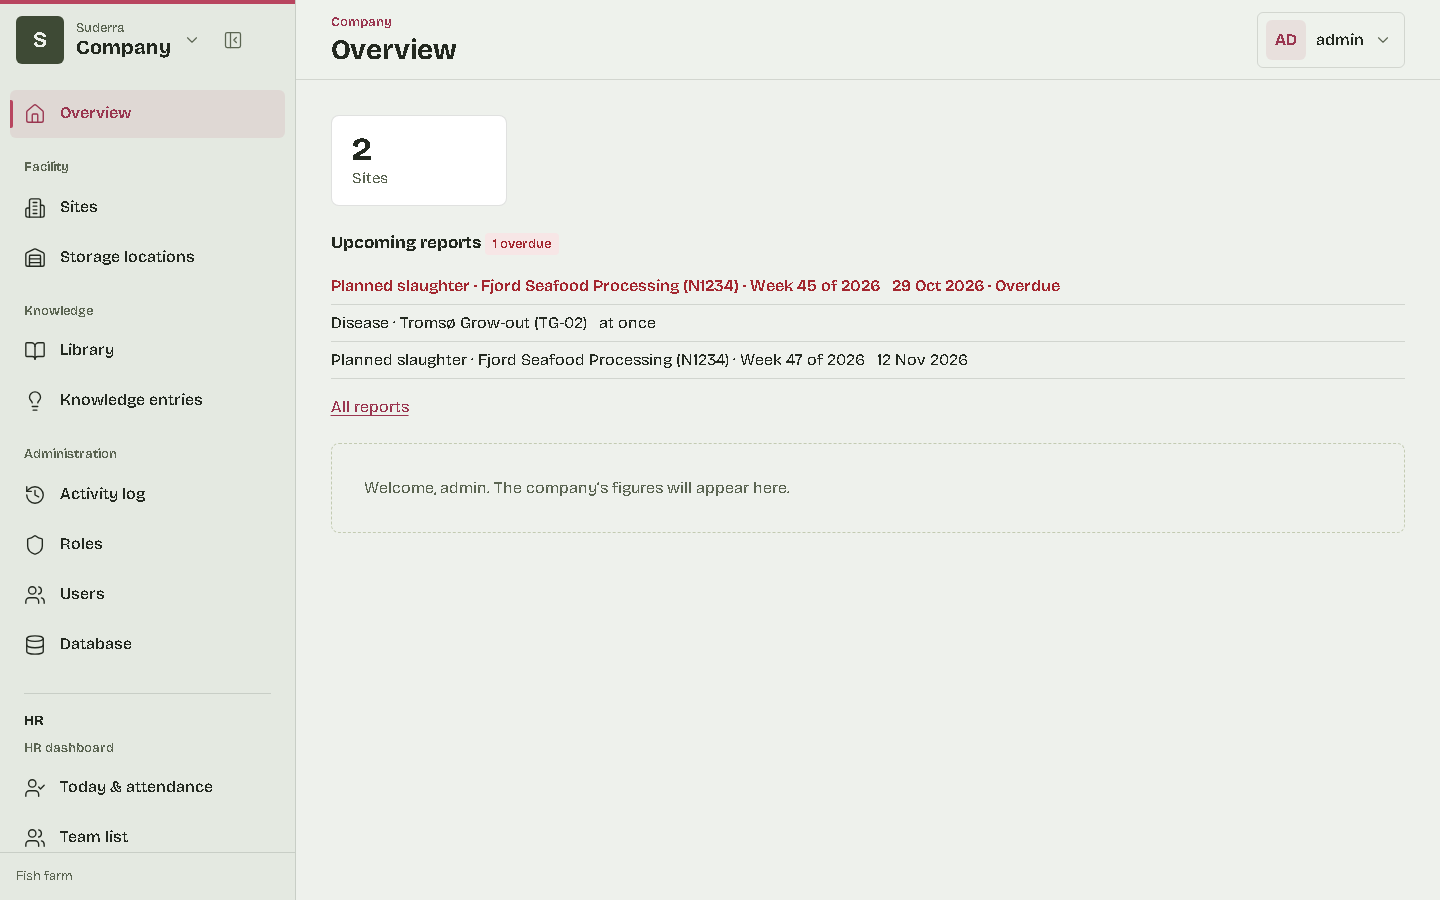 S
Suderra
Company
Overview
Facility
Sites
Storage locations
Knowledge
Library
Knowledge entries
Administration
Activity log
Roles
Users
Database
HR
HR dashboard
Today & attendance
Team list
Fish farm
Company
Overview
AD admin
2
Sites
Upcoming reports 1 overdue
Planned slaughter · Fjord Seafood Processing (N1234) · Week 45 of 2026 29 Oct 2026 · Overdue
Disease · Tromsø Grow-out (TG-02) at once
Planned slaughter · Fjord Seafood Processing (N1234) · Week 47 of 2026 12 Nov 2026
All reports
Welcome, admin. The company's figures will appear here.